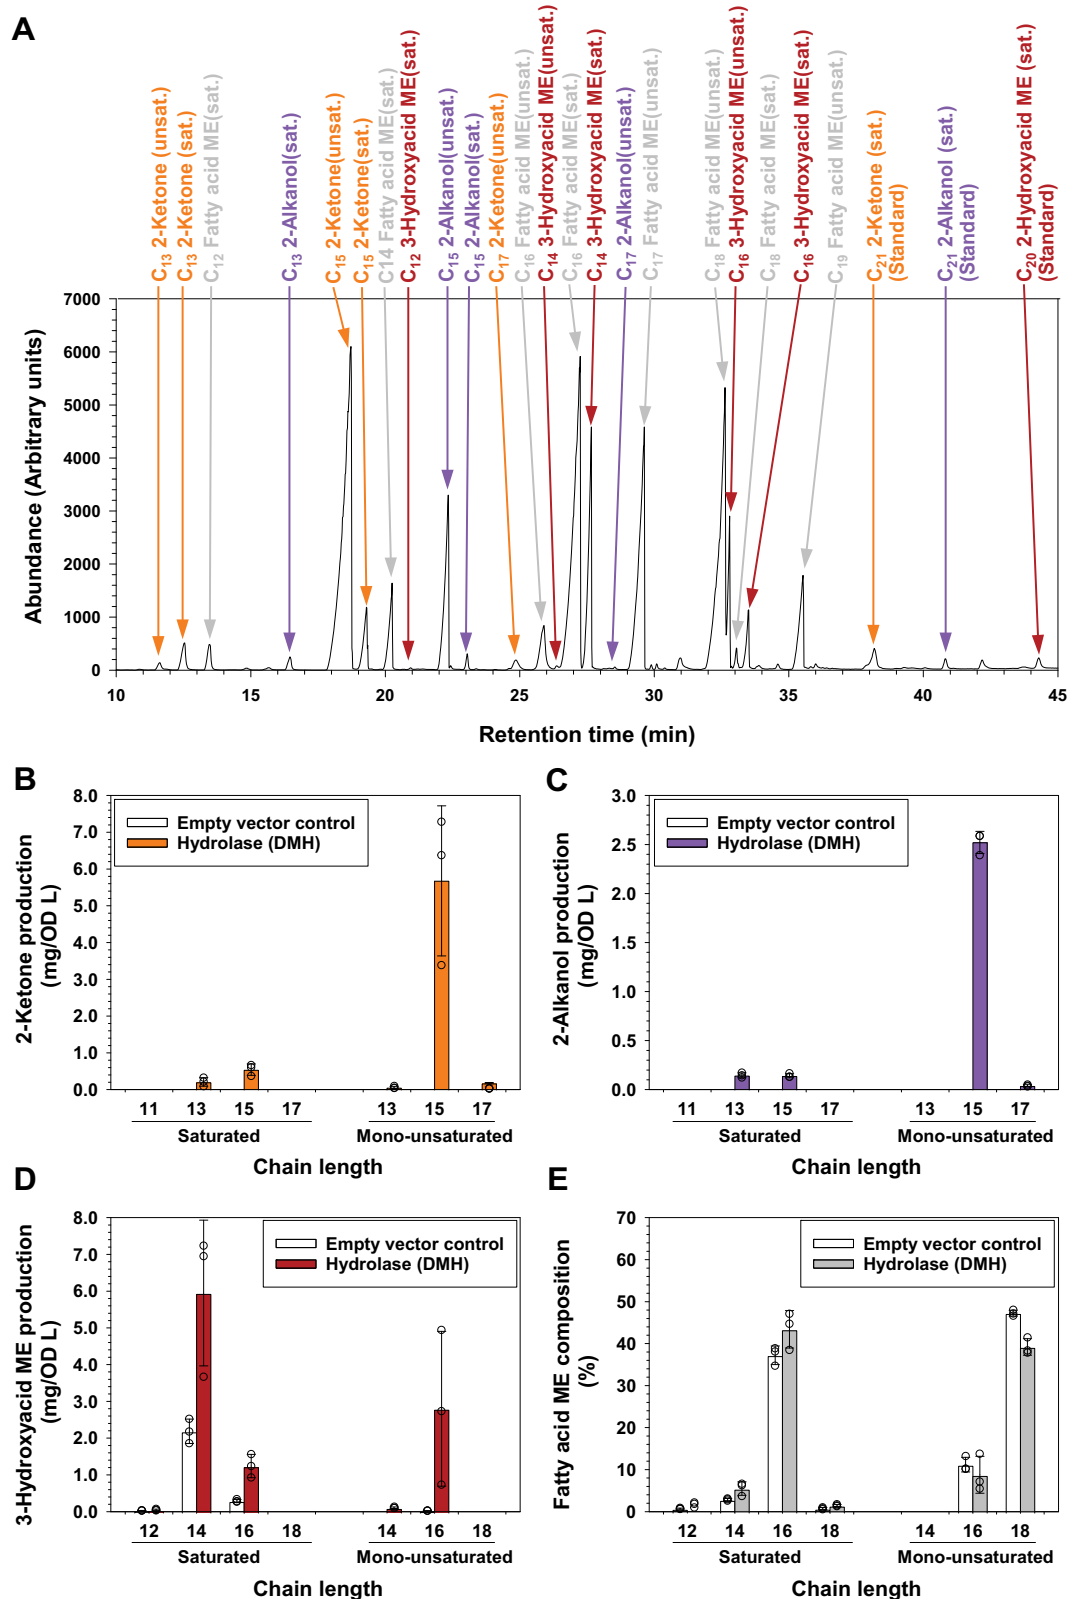 A
C13 2-Ketone (unsat.)
C13 2-Ketone (sat.)
C12 Fatty acid ME(sat.)
C13 2-Alkanol(sat.)
C15 2-Ketone(unsat.)
C15 2-Ketone(sat.)
C14 Fatty acid ME(sat.)
C12 3-Hydroxyacid ME(sat.)
C15 2-Alkanol(unsat.)
C15 2-Alkanol(sat.)
C17 2-Ketone(unsat.)
C16 Fatty acid ME(unsat.)
C14 3-Hydroxyacid ME(unsat.)
C16 Fatty acid ME(sat.)
C14 3-Hydroxyacid ME(sat.)
C17 2-Alkanol(unsat.)
C17 Fatty acid ME(unsat.)
C18 Fatty acid ME(unsat.)
C16 3-Hydroxyacid ME(unsat.)
C18 Fatty acid ME(sat.)
C16 3-Hydroxyacid ME(sat.)
C19 Fatty acid ME(unsat.)
C21 2-Ketone (sat.)
(Standard)
C21 2-Alkanol (sat.)
(Standard)
C20 2-Hydroxyacid ME (sat.)
(Standard)
Abundance (Arbitrary units)
7000
6000
5000
4000
3000
2000
1000
0
10 15 20 25 30 35 40 45
Retention time (min)
B
2-Ketone production
(mg/OD L)
8.0
7.0
6.0
5.0
4.0
3.0
2.0
1.0
0.0
Empty vector control
Hydrolase (DMH)
11 13 15 17 13 15 17
Saturated Mono-unsaturated
Chain length
C
2-Alkanol production
(mg/OD L)
3.0
2.5
2.0
1.5
1.0
0.5
0.0
Empty vector control
Hydrolase (DMH)
11 13 15 17 13 15 17
Saturated Mono-unsaturated
Chain length
D
3-Hydroxyacid ME production
(mg/OD L)
8.0
7.0
6.0
5.0
4.0
3.0
2.0
1.0
0.0
Empty vector control
Hydrolase (DMH)
12 14 16 18 14 16 18
Saturated Mono-unsaturated
Chain length
E
Fatty acid ME composition
(%)
70
60
50
40
30
20
10
0
Empty vector control
Hydrolase (DMH)
12 14 16 18 14 16 18
Saturated Mono-unsaturated
Chain length